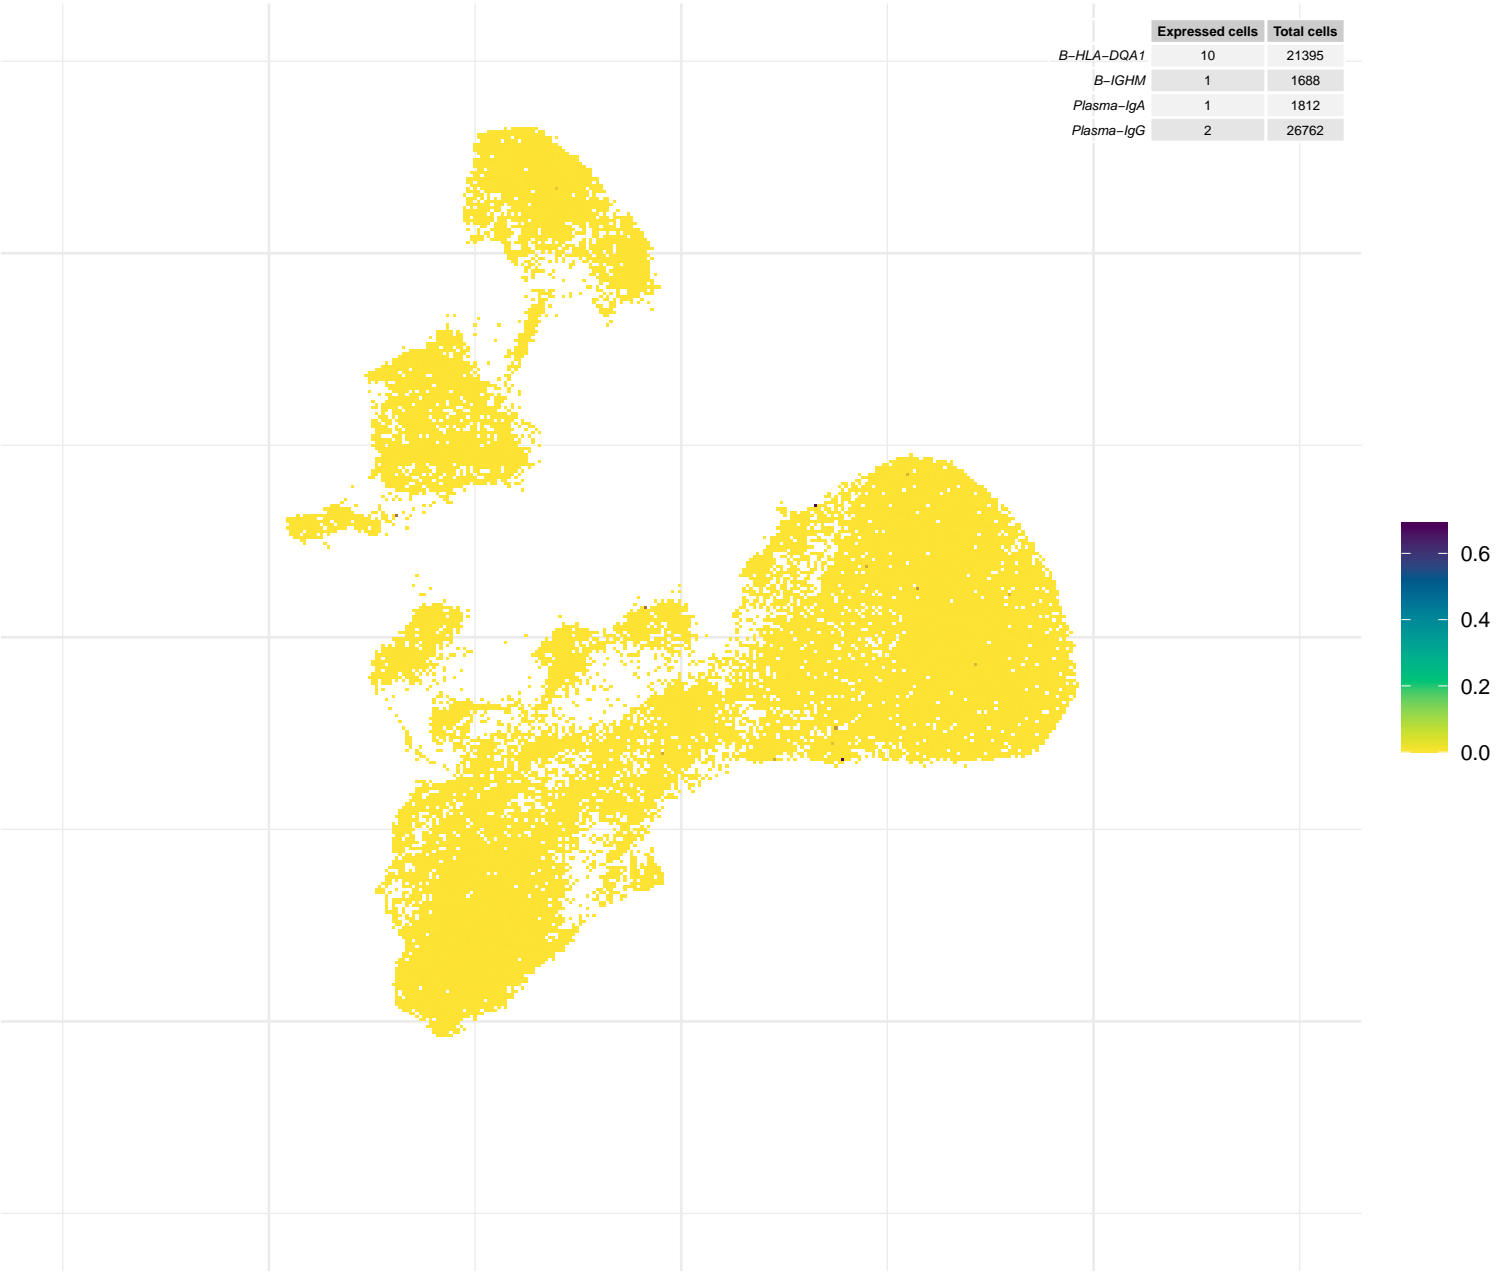 Expressed cells Total cells
B−HLA−DQA1 10 21395
B−IGHM 1 1688
Plasma−IgA 1 1812
Plasma−IgG 2 26762
0.6
0.4
0.2
0.0